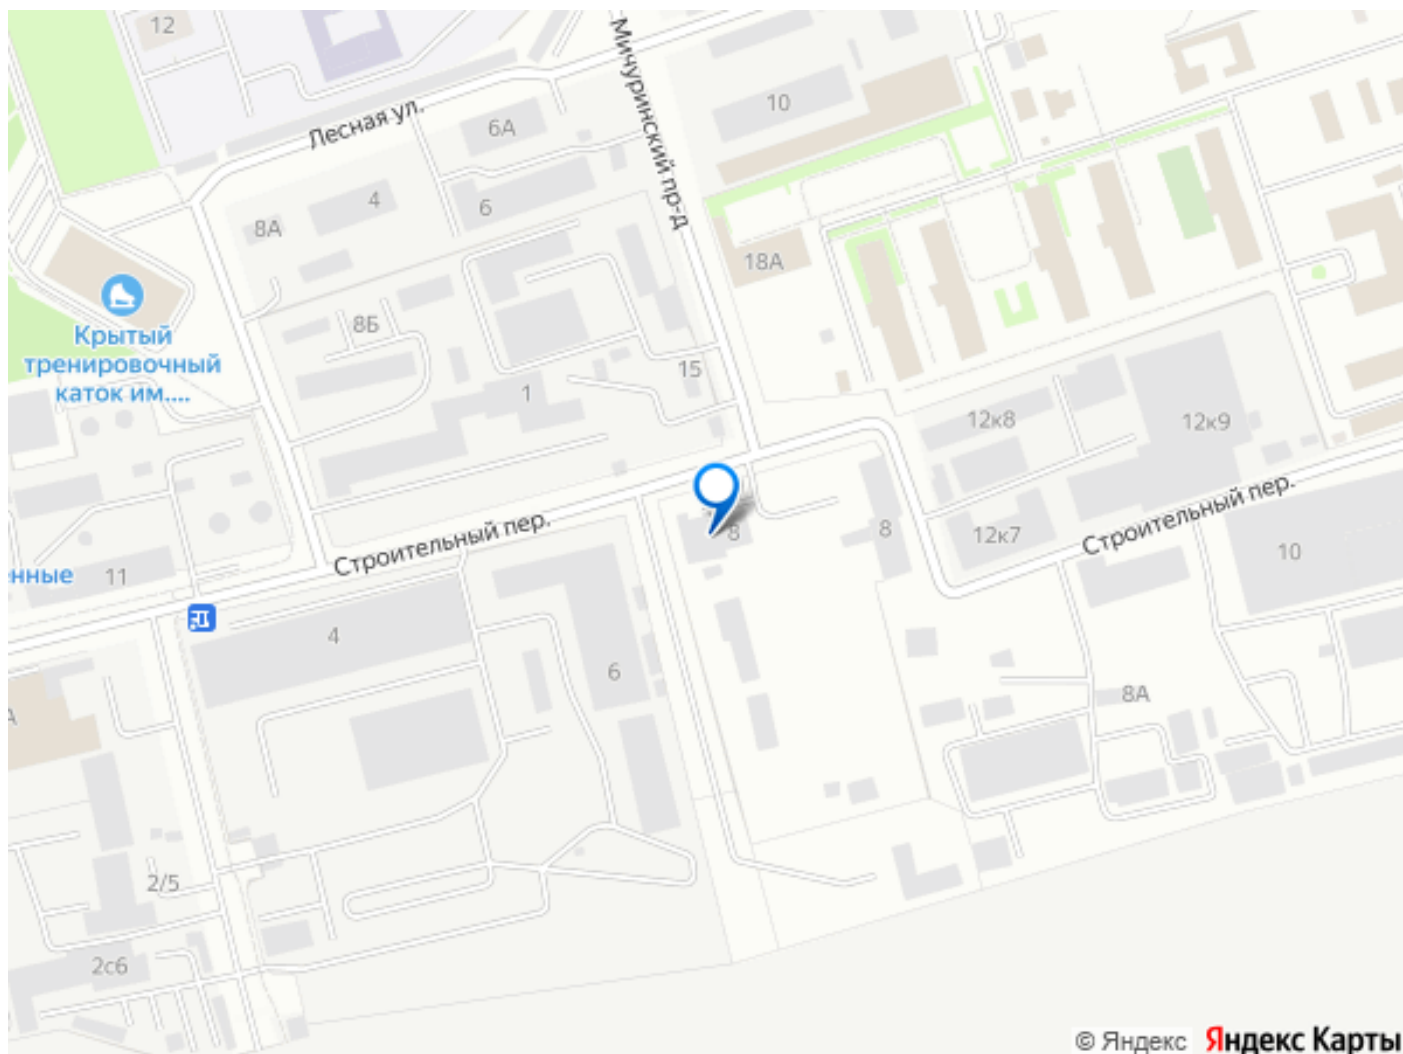 12
Мичуринский пр-д
Лесная ул.
6А
10
4
6
8А
18А
8Б
Крытый
тренировочный
каток им....
15
1
12к8
12к9
Строительный пер.
8
8
12к7
Строительный пер.
10
енные
11
4
6
8А
А
2/5
2с6
© Яндекс Яндекс Карты